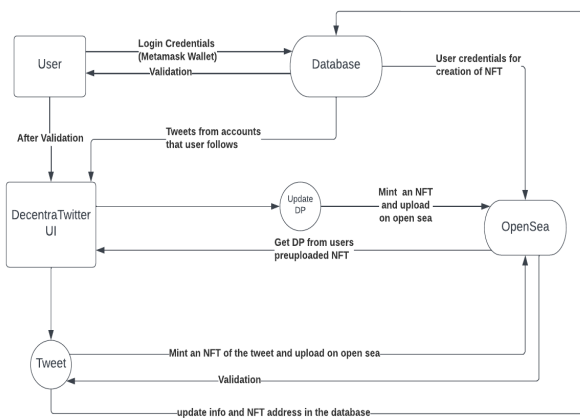 User
Login Credentials
(Metamask Wallet)
Validation
Database
User credentials for
creation of NFT
After Validation
Tweets from accounts
that user follows
DecentraTwitter
UI
Update
DP
Mint an NFT
and upload
on open sea
OpenSea
Get DP from users
preuploaded NFT
Tweet
Mint an NFT of the tweet and upload on open sea
Validation
update info and NFT address in the database